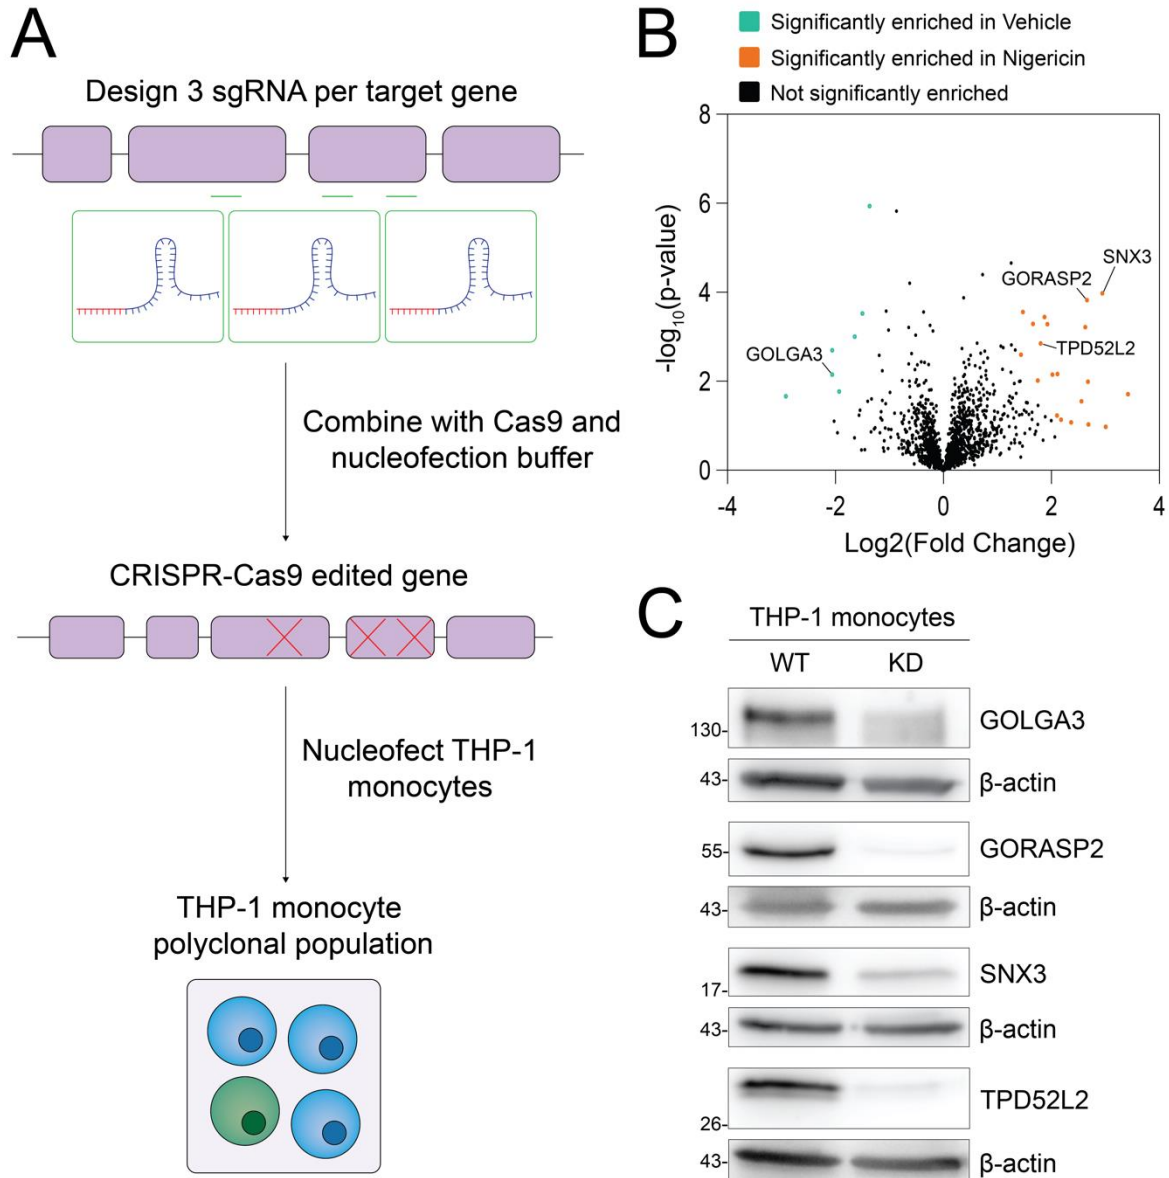 A
Design 3 sgRNA per target gene
Combine with Cas9 and
nucleofection buffer
CRISPR-Cas9 edited gene
Nucleofect THP-1
monocytes
THP-1 monocyte
polyclonal population
B
Significantly enriched in Vehicle
Significantly enriched in Nigericin
Not significantly enriched
-log10(p-value)
8
6
4
2
0
SNX3
GORASP2
TPD52L2
GOLGA3
-4
-2
0
2
4
Log2(Fold Change)
C
THP-1 monocytes
WT KD
130- GOLGA3
43- β-actin
55- GORASP2
43- β-actin
SNX3
17-
43- β-actin
TPD52L2
26-
43- β-actin